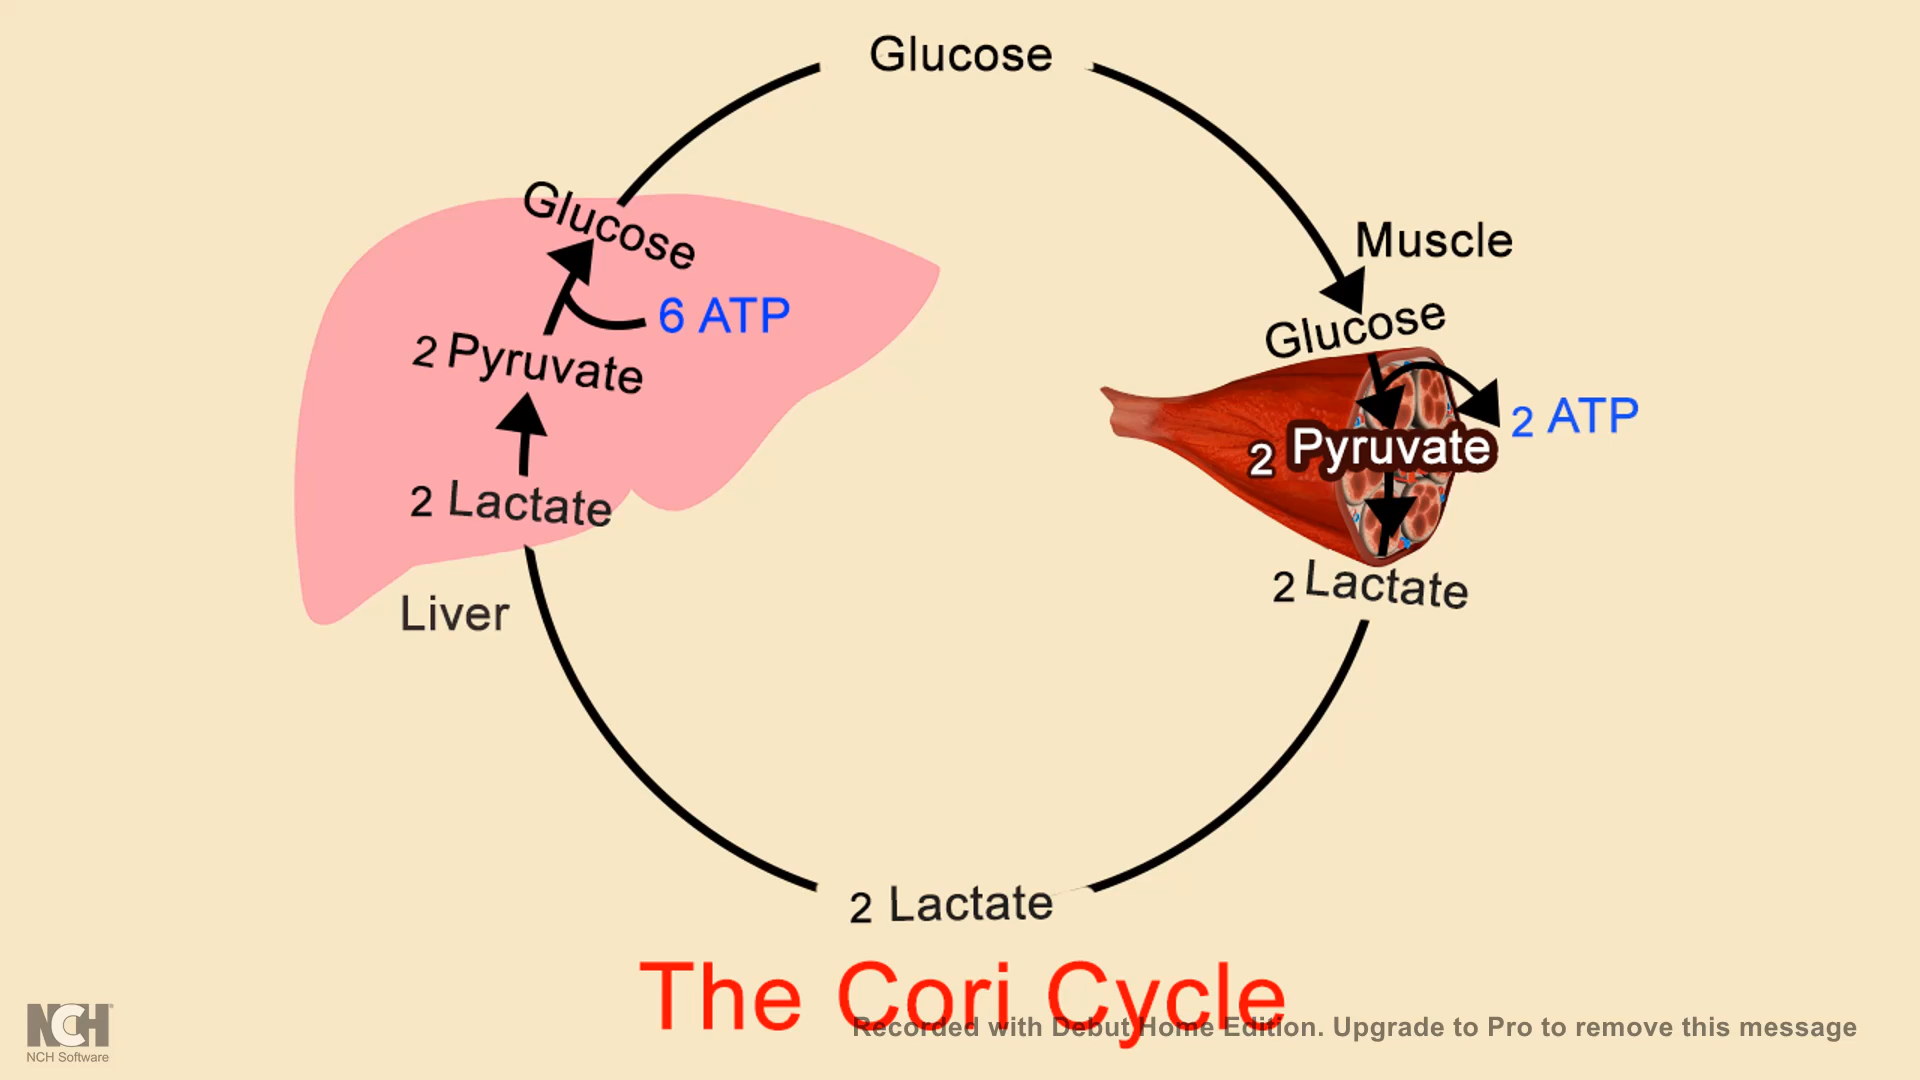 Glucose
Glucose
6 ATP
2 Pyruvate
2 Lactate
Liver
Muscle
Glucose
2 ATP
2 Pyruvate
2 Lactate
2 Lactate
The Cori Cycle
Recorded with Debut Home Edition. Upgrade to Pro to remove this message
NCH
NCH Software